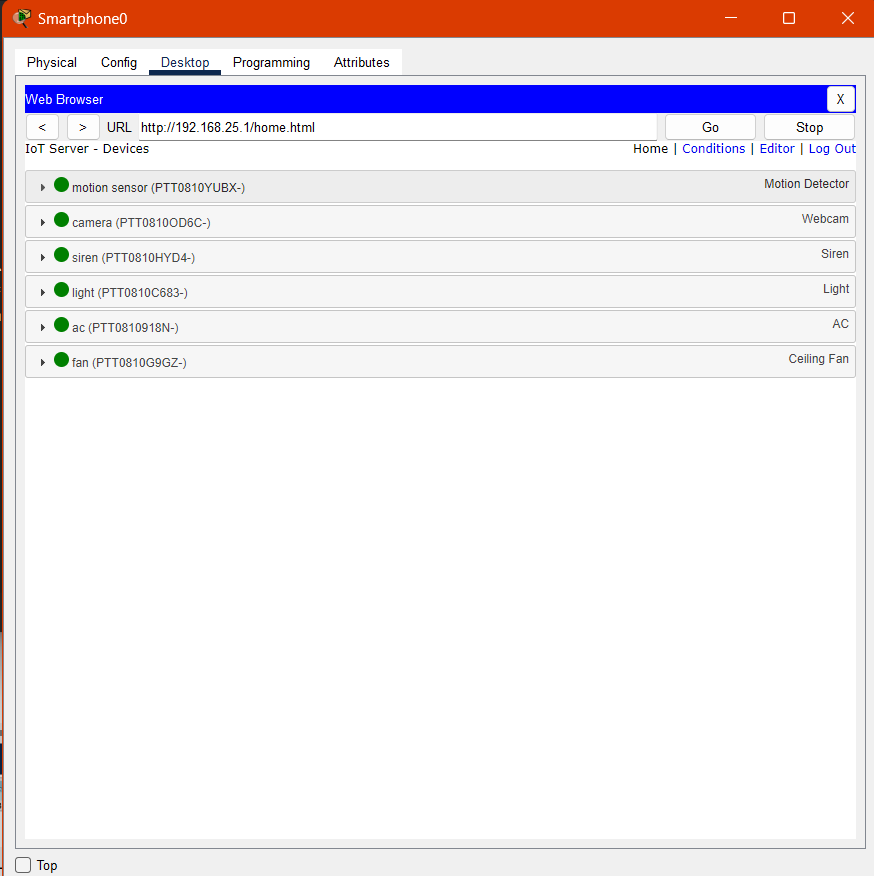 Smartphone0
Physical Config Desktop Programming Attributes
Web Browser X
< > URL http://192.168.25.1/home.html Go Stop
IoT Server - Devices Home | Conditions | Editor | Log Out
motion sensor (PTT0810YUBX-) Motion Detector
camera (PTT0810OD6C-) Webcam
siren (PTT0810HYD4-) Siren
light (PTT0810C683-) Light
ac (PTT0810918N-) AC
fan (PTT0810G9GZ-) Ceiling Fan
Top